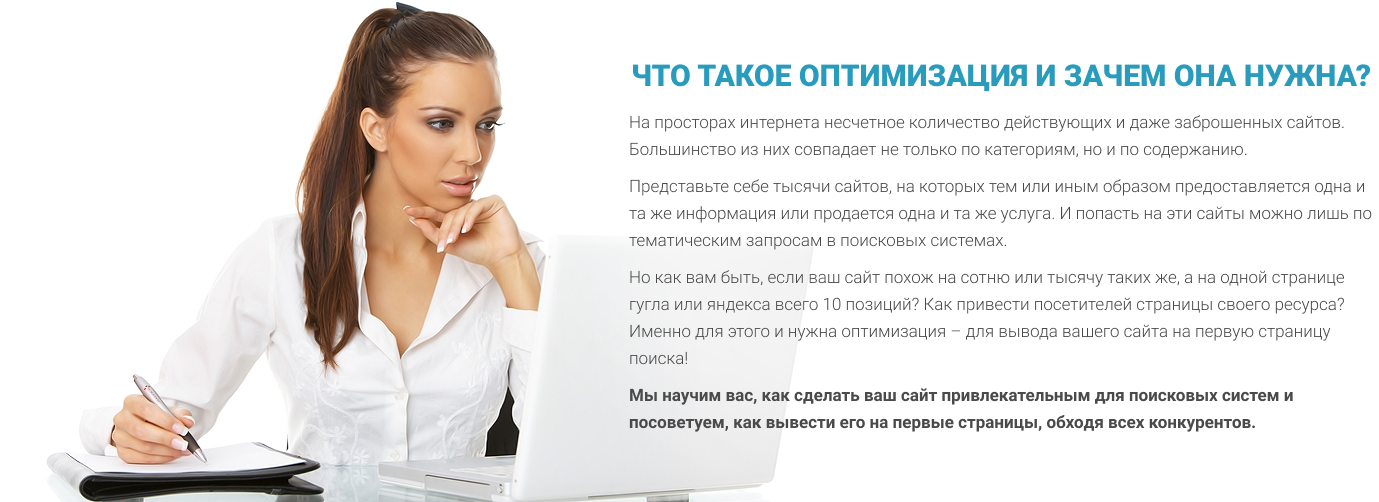 ЧТО ТАКОЕ ОПТИМИЗАЦИЯ И ЗАЧЕМ ОНА НУЖНА?
На просторах интернета несчетное количество действующих и даже заброшенных сайтов.
Большинство из них совпадает не только по категориям, но и по содержанию.
Представьте себе тысячи сайтов, на которых тем или иным образом предоставляется одна и
та же информация или продается одна и та же услуга. И попасть на эти сайты можно лишь по
тематическим запросам в поисковых системах.
Но как вам быть, если ваш сайт похож на сотню или тысячу таких же, а на одной странице
гугла или яндекса всего 10 позиций? Как привести посетителей страницы своего ресурса?
Именно для этого и нужна оптимизация – для вывода вашего сайта на первую страницу
поиска!
Мы научим вас, как сделать ваш сайт привлекательным для поисковых систем и
посоветуем, как вывести его на первые страницы, обходя всех конкурентов.